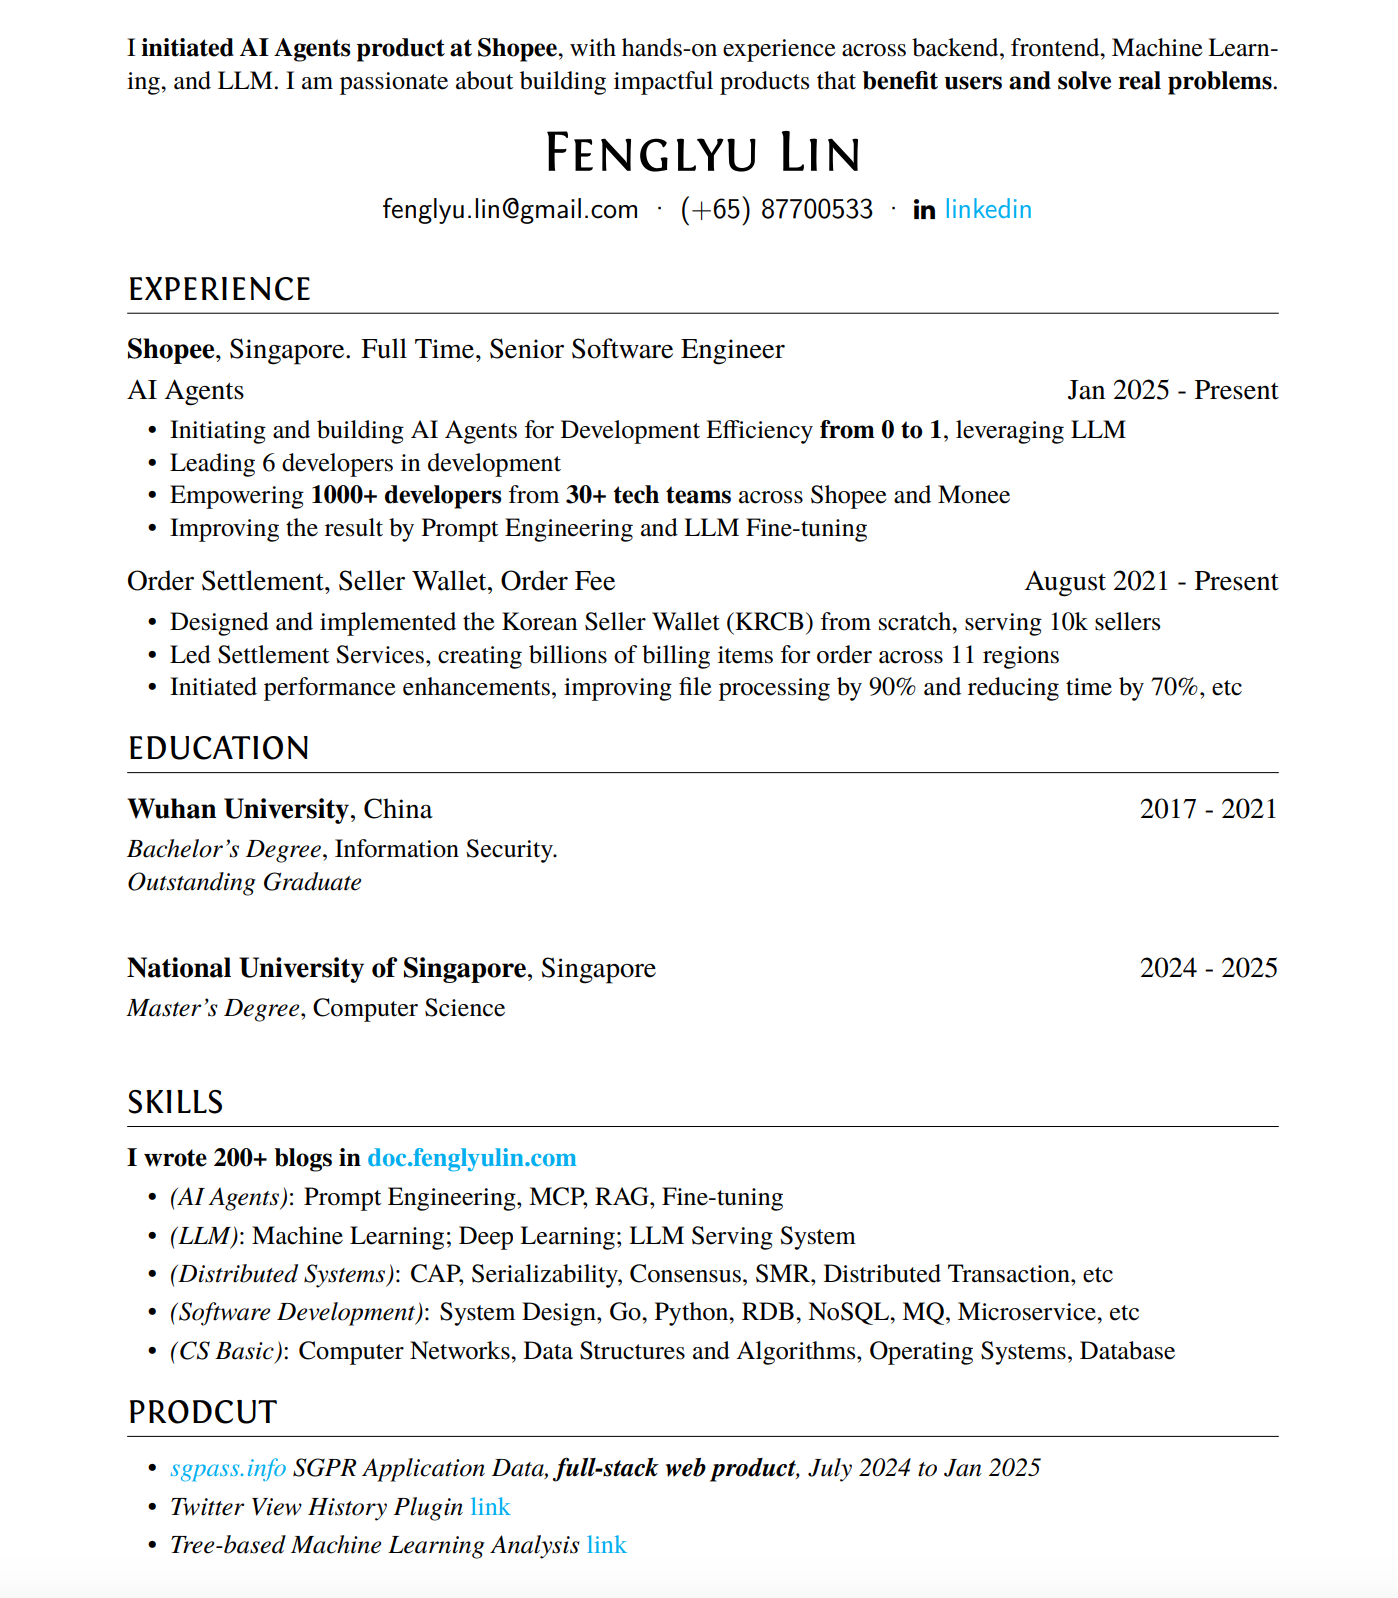 I initiated AI Agents product at Shopee, with hands-on experience across backend, frontend, Machine Learn-
ing, and LLM. I am passionate about building impactful products that benefit users and solve real problems.
FENGLYU LIN
fenglyu.lin@gmail.com · (+65) 87700533 · in linkedin
EXPERIENCE
Shopee, Singapore. Full Time, Senior Software Engineer
AI Agents Jan 2025 - Present
• Initiating and building AI Agents for Development Efficiency from 0 to 1, leveraging LLM
• Leading 6 developers in development
• Empowering 1000+ developers from 30+ tech teams across Shopee and Monee
• Improving the result by Prompt Engineering and LLM Fine-tuning
Order Settlement, Seller Wallet, Order Fee August 2021 - Present
• Designed and implemented the Korean Seller Wallet (KRCB) from scratch, serving 10k sellers
• Led Settlement Services, creating billions of billing items for order across 11 regions
• Initiated performance enhancements, improving file processing by 90% and reducing time by 70%, etc
EDUCATION
Wuhan University, China 2017 - 2021
Bachelor's Degree, Information Security.
Outstanding Graduate
National University of Singapore, Singapore 2024 - 2025
Master's Degree, Computer Science
SKILLS
I wrote 200+ blogs in doc.fenglyulin.com
• (AI Agents): Prompt Engineering, MCP, RAG, Fine-tuning
• (LLM): Machine Learning; Deep Learning; LLM Serving System
• (Distributed Systems): CAP, Serializability, Consensus, SMR, Distributed Transaction, etc
• (Software Development): System Design, Go, Python, RDB, NoSQL, MQ, Microservice, etc
• (CS Basic): Computer Networks, Data Structures and Algorithms, Operating Systems, Database
PRODCUT
• sgpass.info SGPR Application Data, full-stack web product, July 2024 to Jan 2025
• Twitter View History Plugin link
• Tree-based Machine Learning Analysis link